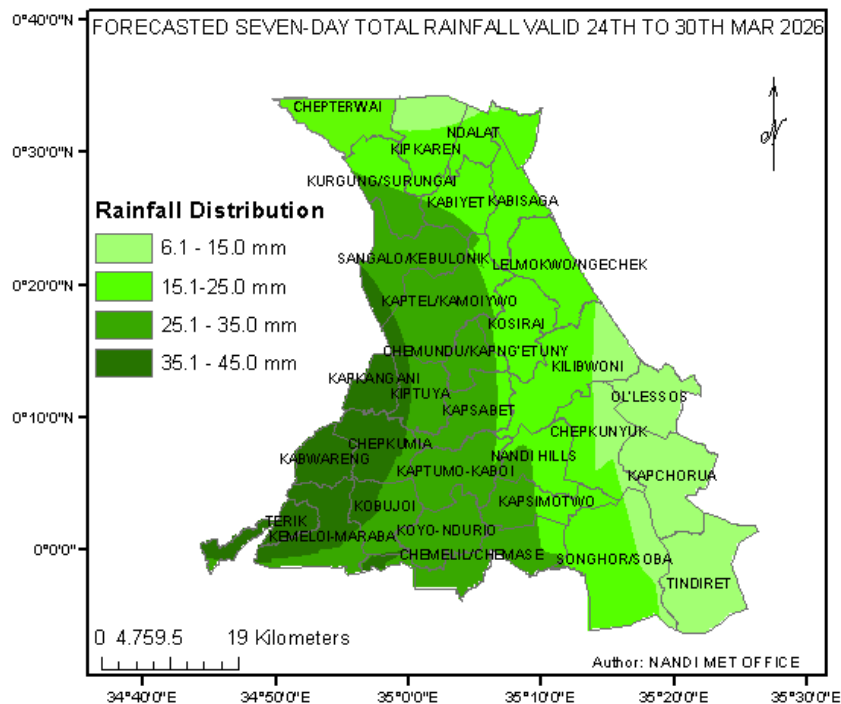 FORECASTED SEVEN-DAY TOTAL RAINFALL VALID 24TH TO 30TH MAR 2026
0°40'0"N
0°30'0"N
0°20'0"N
0°10'0"N
0°0'0"
N
CHEPTERWAI
NDALAT
KIPKAREN
KURGUNG/SURUNGAI
KABIYET
KABISAGA
Rainfall Distribution
6.1 - 15.0 mm
15.1-25.0 mm
25.1 - 35.0 mm
35.1 - 45.0 mm
SANGALO/KEBULONIK
LELMOKWO/NGECHEK
KAPTEL/KAMOIYWO
KOSIRAI
CHEMUNDU/KAPNG'ETUNY
KILIBWONI
KAPKANGANI
KIPTUYA
OL'LESSOS
KAPSABET
CHEPKUNYUK
CHEPKUMIA
KABWARENG
NANDI HILLS
KAPTUMO-KABOI
KAPCHORUA
KOBUJOI
KAPSIMOTWO
TERIK
KEMELOI-MARABA
KOYO-NDURIO
CHEMELIL/CHEMASE
SONGHOR/SOBA
TINDIRET
0 4.759.5 19 Kilometers
Author: NANDI MET OFFICE
34°40'0"E 34°50'0"E 35°0'0"E 35°10'0"E 35°20'0"E 35°30'0"E